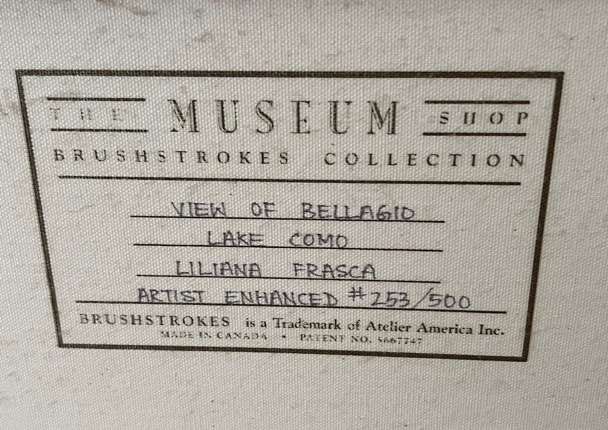 THE MUSEUM SHOP
BRUSHSTROKES COLLECTION
VIEW OF BELLAGIO
LAKE COMO
LILIANA FRASCA
ARTIST ENHANCED #253/500
BRUSHSTROKES is a Trademark of Atelier America Inc.
MADE IN CANADA • PATENT NO. 5667747